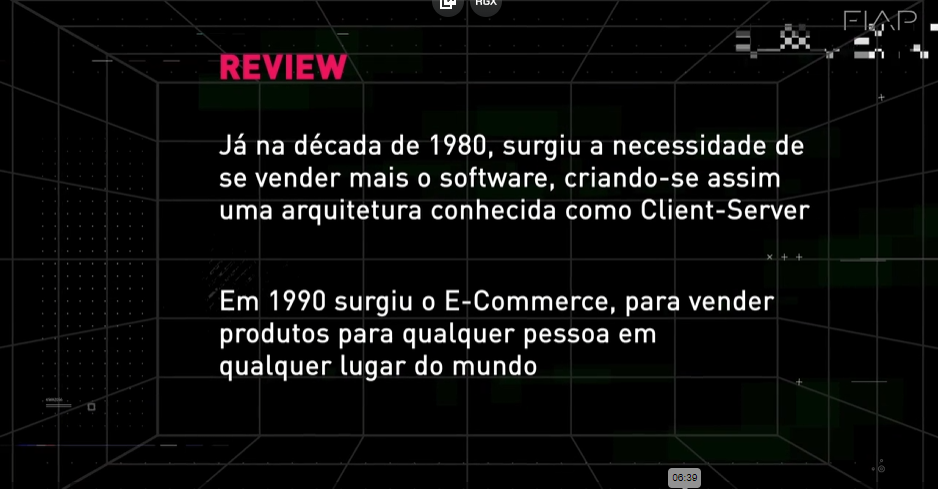 HGX
FIAP
REVIEW
Já na década de 1980, surgiu a necessidade de
se vender mais o software, criando-se assim
uma arquitetura conhecida como Client-Server
Em 1990 surgiu o E-Commerce, para vender
produtos para qualquer pessoa em
qualquer lugar do mundo
06:39